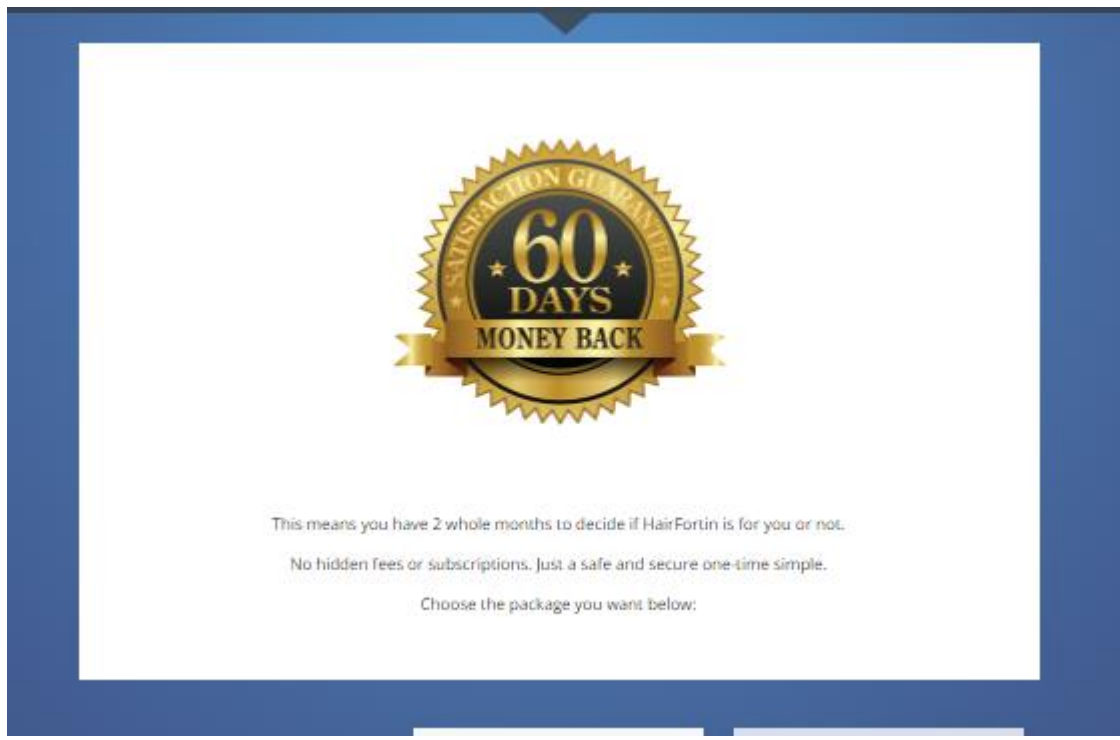 SATISFACTION GUARANTEED
60
DAYS
MONEY BACK
This means you have 2 whole months to decide if HairFortin is for you or not.
No hidden fees or subscriptions. Just a safe and secure one-time simple.
Choose the package you want below: